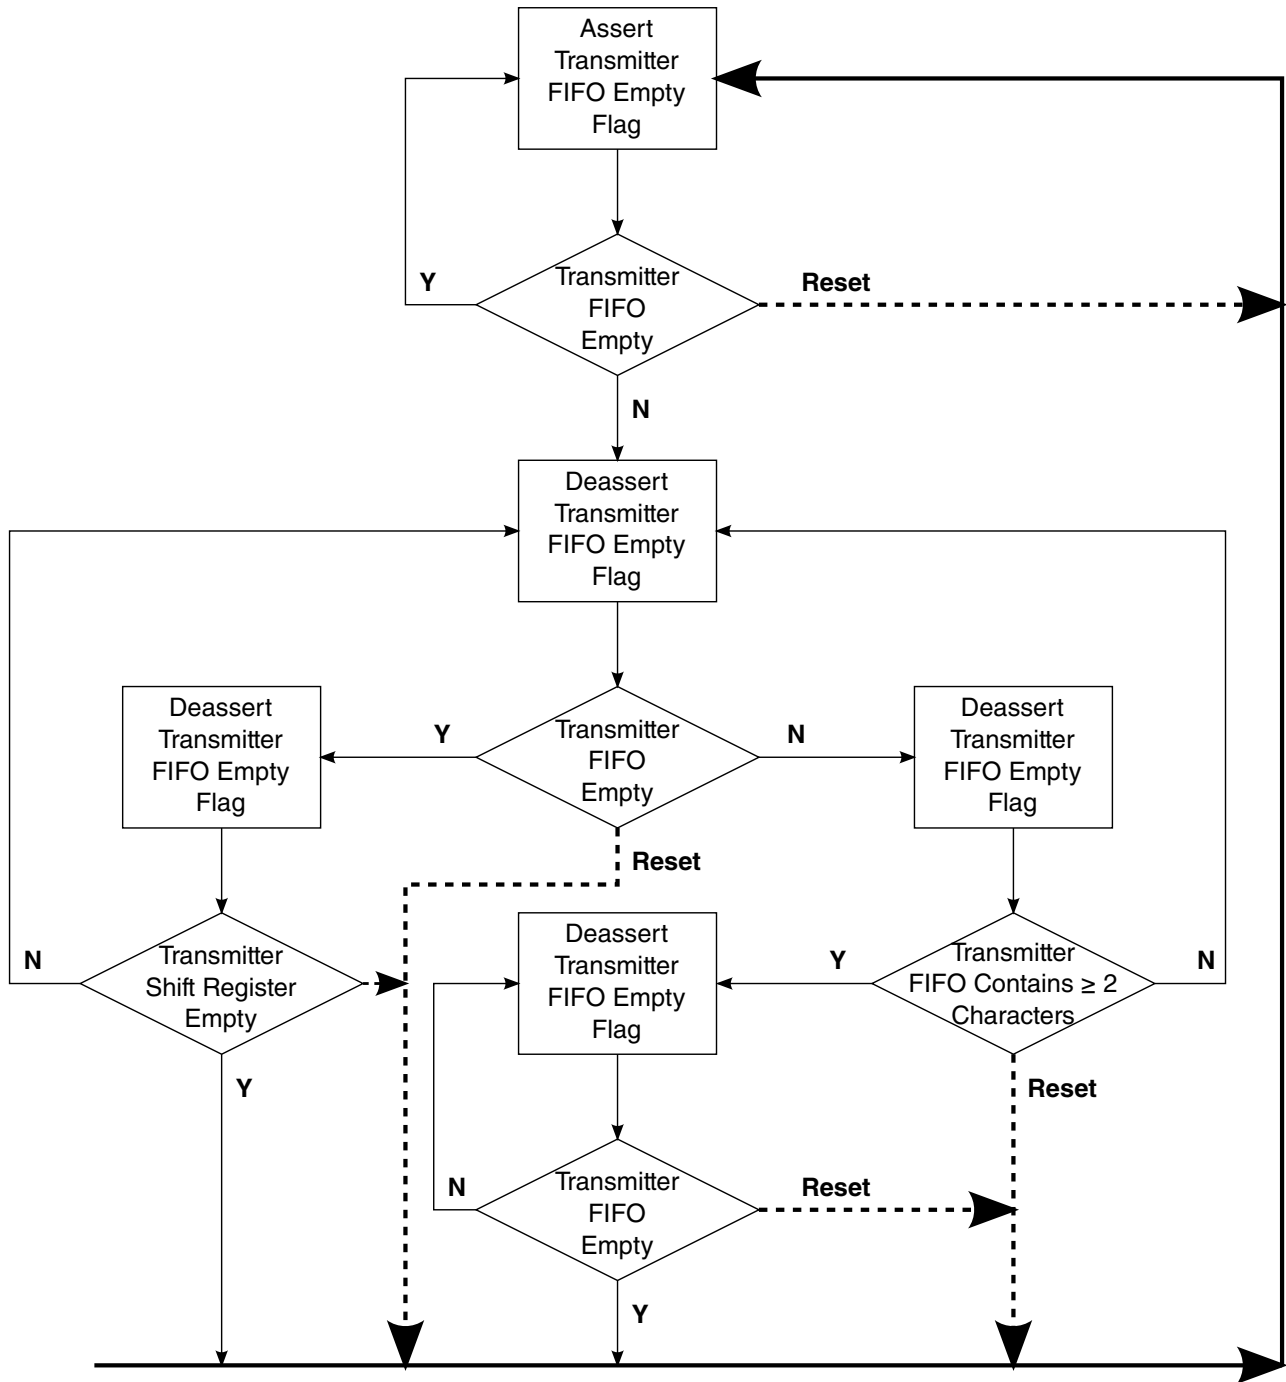 Assert
Transmitter
FIFO Empty
Flag
Y
Transmitter
FIFO
Empty
Reset
N
Deassert
Transmitter
FIFO Empty
Flag
Deassert
Transmitter
FIFO Empty
Flag
Y
Transmitter
FIFO
Empty
N
Deassert
Transmitter
FIFO Empty
Flag
Reset
N
Transmitter
Shift Register
Empty
Y
Deassert
Transmitter
FIFO Empty
Flag
Y
Transmitter
FIFO Contains ≥ 2
Characters
N
Reset
N
Transmitter
FIFO
Empty
Reset
Y